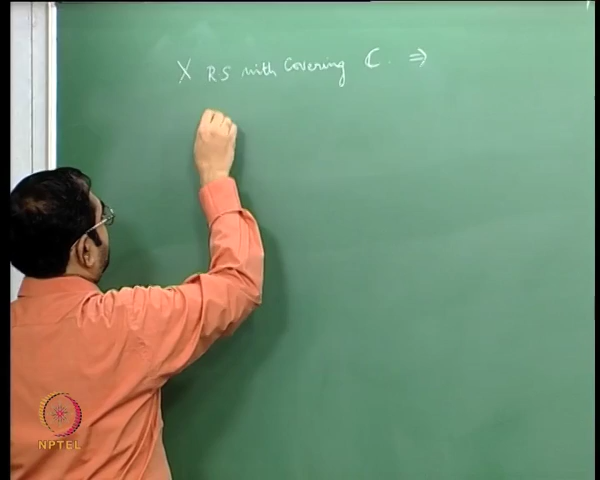 X RS with Covering ℂ. ⇒
NPTEL